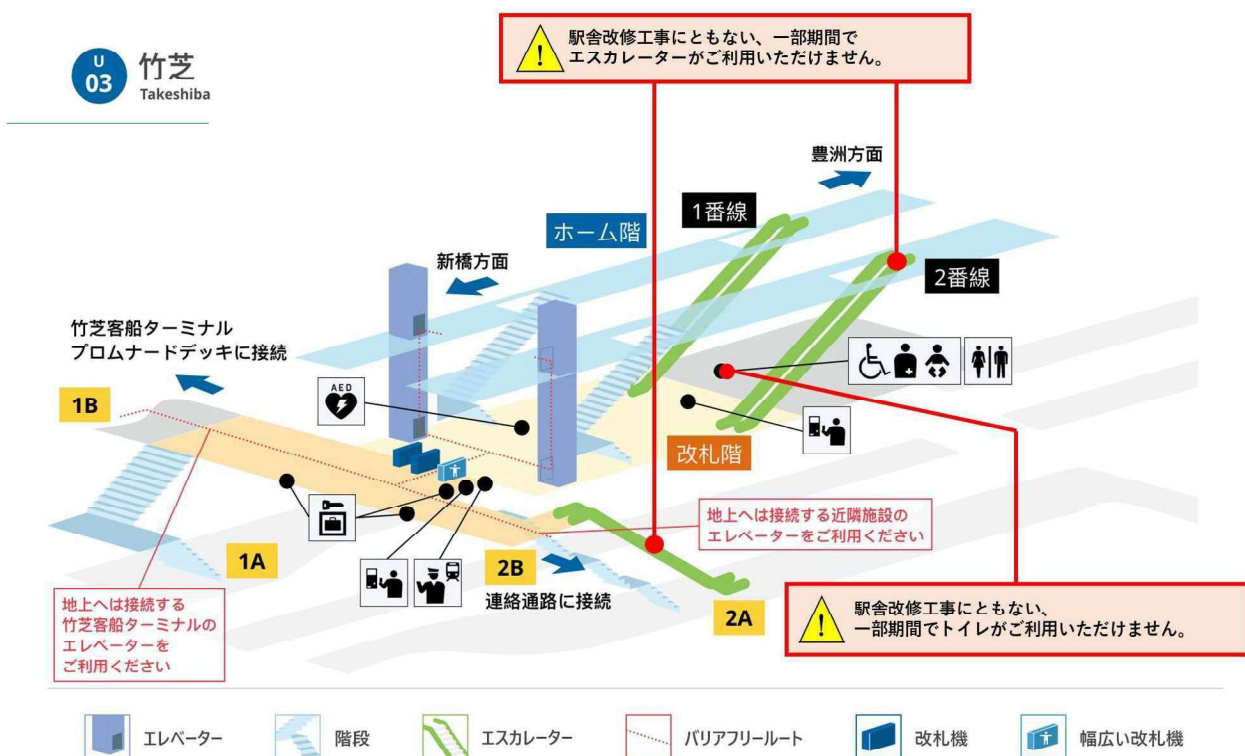 U
03
竹芝
Takeshiba
駅舎改修工事にともない、一部期間で
エスカレーターがご利用いただけません。
豊洲方面
1番線
ホーム階
2番線
新橋方面
竹芝客船ターミナル
プロムナードデッキに接続
1B
AED
改札階
地上へは接続する近隣施設の
エレベーターをご利用ください
1A
2B
連絡通路に接続
2A
地上へは接続する
竹芝客船ターミナルの
エレベーターを
ご利用ください
駅舎改修工事にともない、
一部期間でトイレがご利用いただけません。
エレベーター
階段
エスカレーター
バリアフリールート
改札機
幅広い改札機